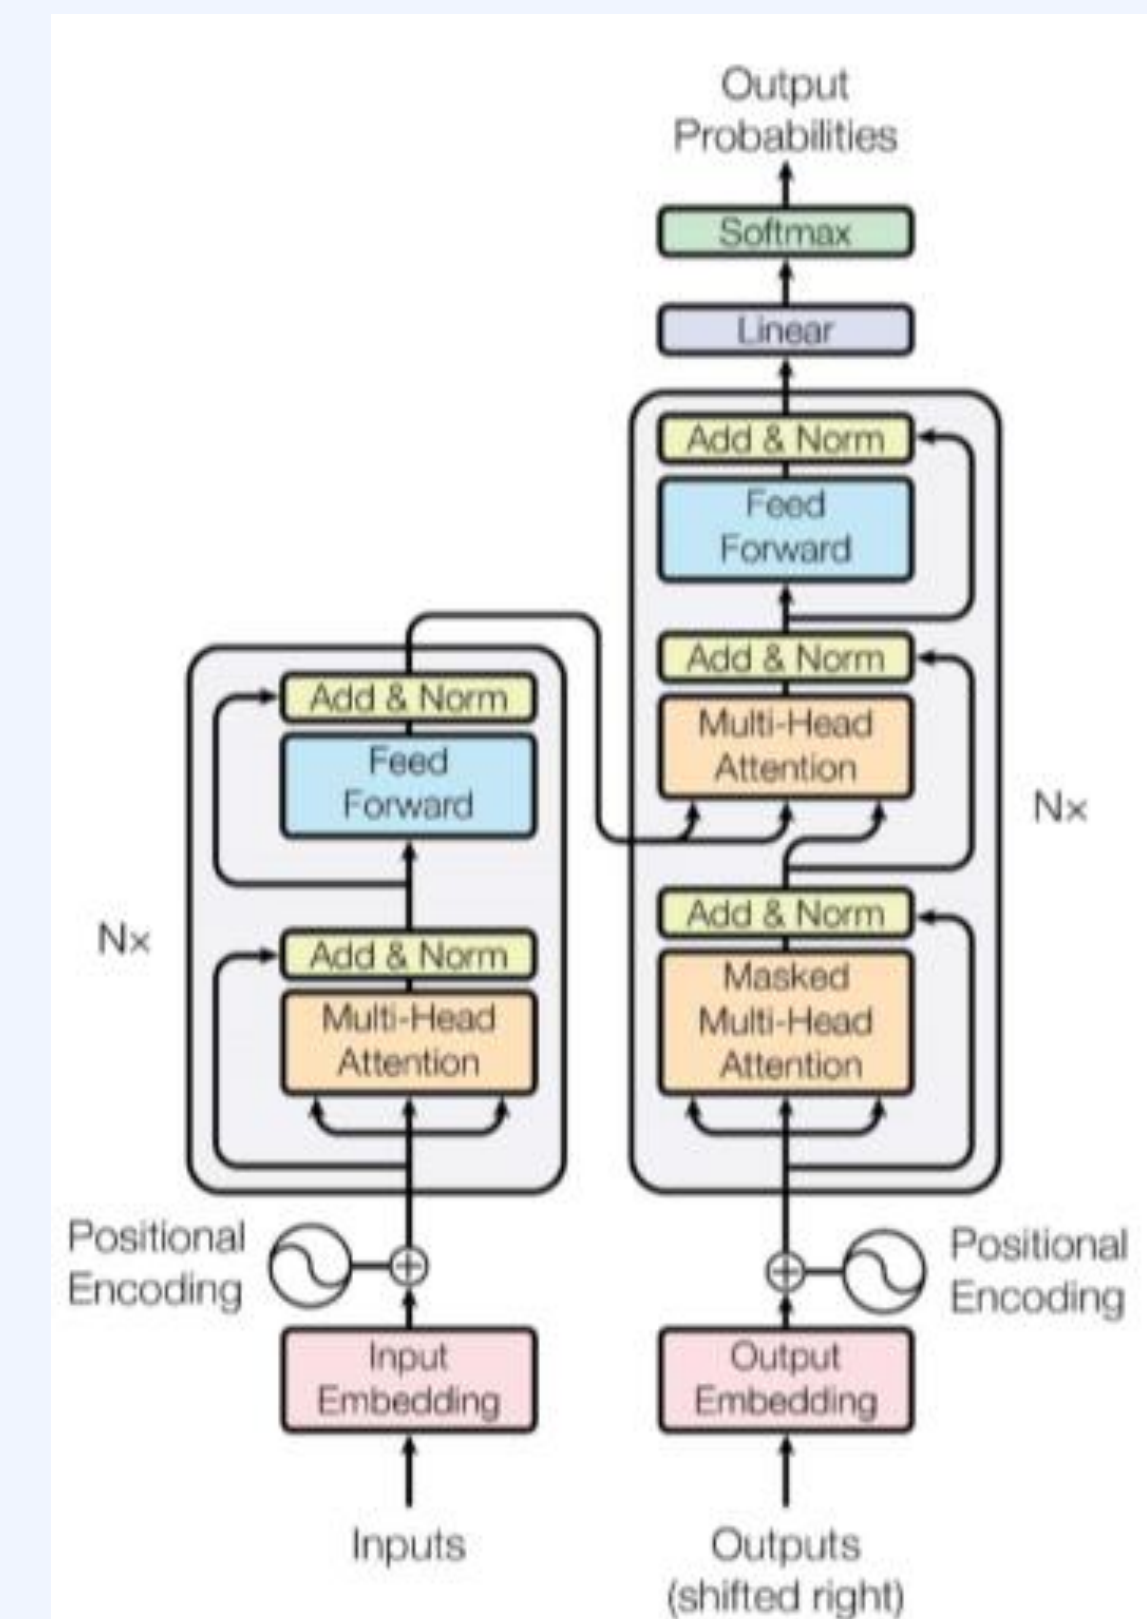 Output
Probabilities
Softmax
Linear
Add & Norm
Feed
Forward
Add & Norm
Multi-Head
Attention
Add & Norm
Masked
Multi-Head
Attention
Nx
Add & Norm
Feed
Forward
Add & Norm
Multi-Head
Attention
Nx
Positional
Encoding
Positional
Encoding
Input
Embedding
Output
Embedding
Inputs
Outputs
(shifted right)